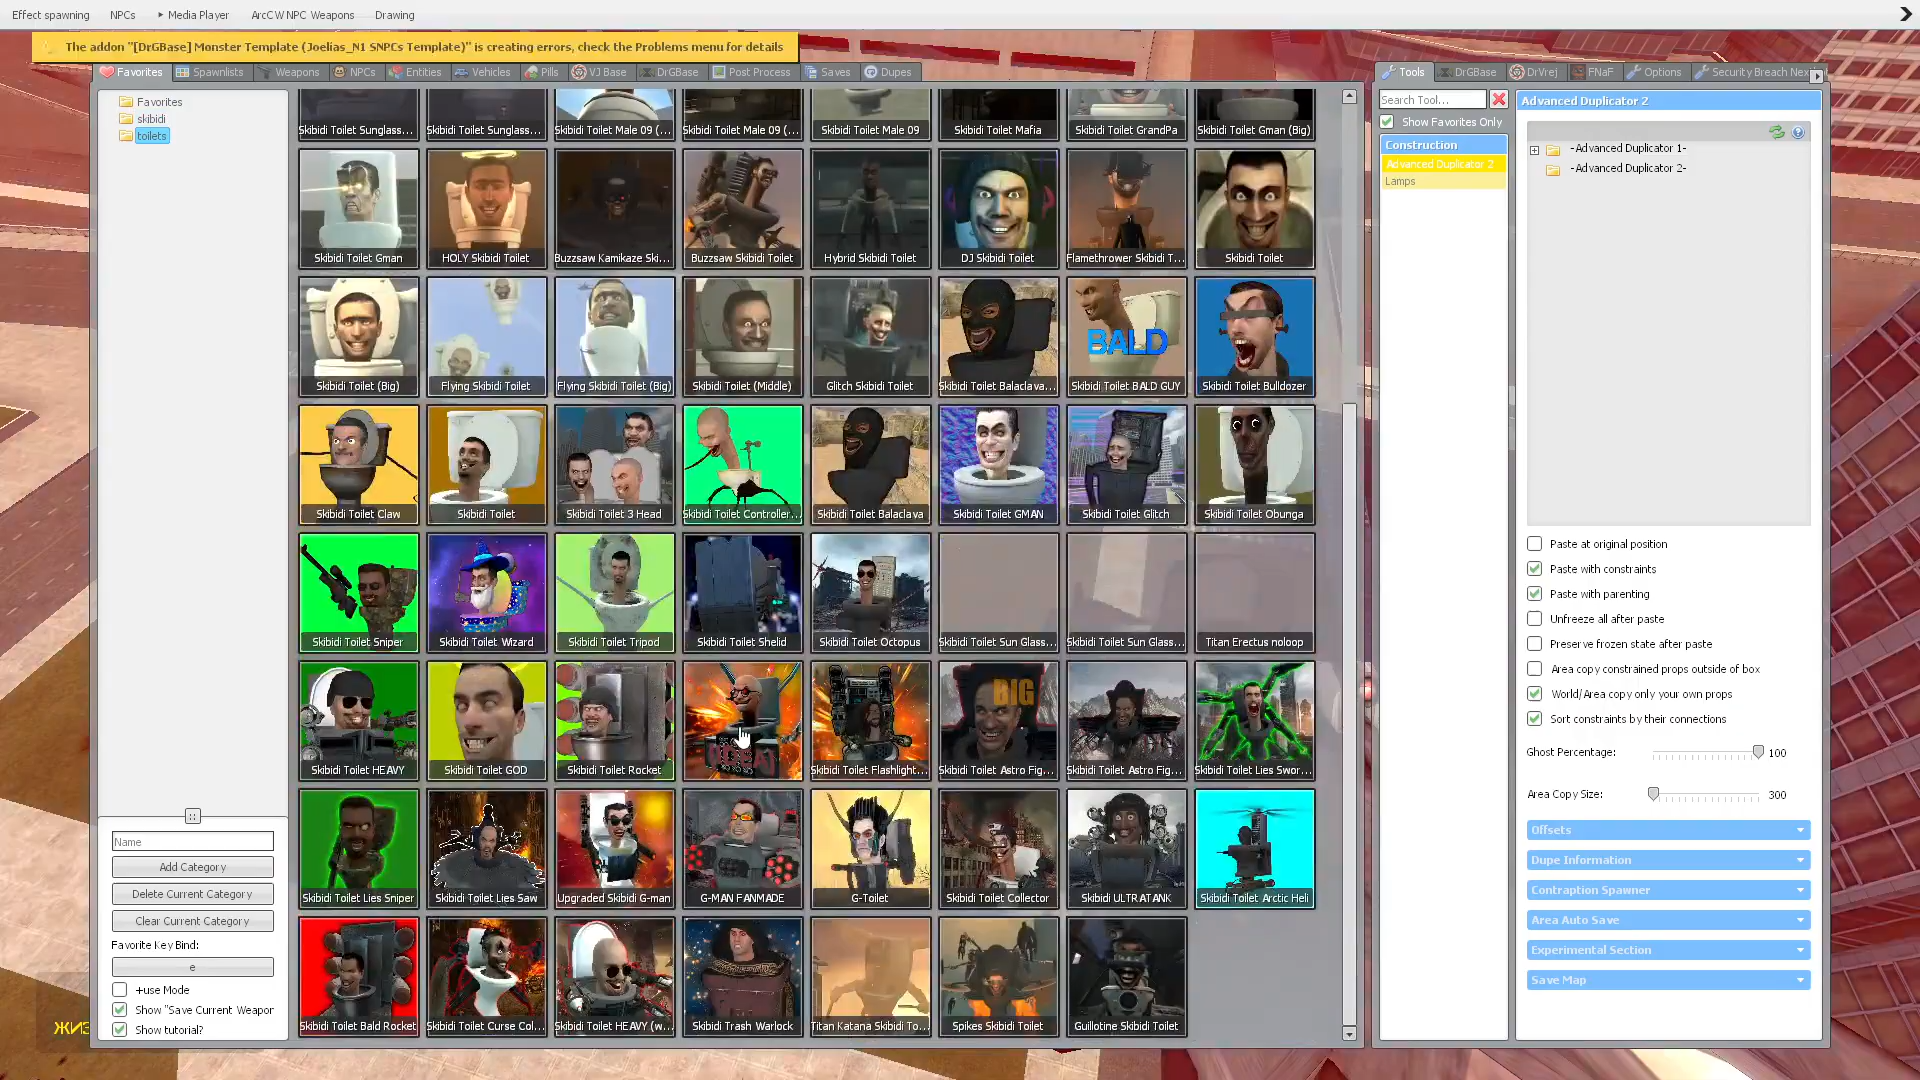 Effect spawning NPCs Media Player ArcCW NPC Weapons Drawing
The addon "[DrGBase] Monster Template (Joelias_N1 SNPCs Template)" is creating errors, check the Problems menu for details
Favorites Spawnlists Weapons NPCs Entities Vehicles Pills VJ Base DrGBase Post Process Saves Dupes
Favorites
skibidi
toilets
Skibidi Toilet Sunglass... Skibidi Toilet Sunglass... Skibidi Toilet Male 09 (... Skibidi Toilet Male 09 (... Skibidi Toilet Male 09 Skibidi Toilet Mafia Skibidi Toilet GrandPa Skibidi Toilet Gman (Big)
Skibidi Toilet Gman HOLY Skibidi Toilet Buzzsaw Kamikaze Ski... Buzzsaw Skibidi Toilet Hybrid Skibidi Toilet DJ Skibidi Toilet Flamethrower Skibidi T... Skibidi Toilet
BALD
Skibidi Toilet (Big) Flying Skibidi Toilet Flying Skibidi Toilet (Big) Skibidi Toilet (Middle) Glitch Skibidi Toilet Skibidi Toilet Balaclava... Skibidi Toilet BALD GUY Skibidi Toilet Bulldozer
Skibidi Toilet Claw Skibidi Toilet Skibidi Toilet 3 Head Skibidi Toilet Controller... Skibidi Toilet Balaclava Skibidi Toilet GMAN Skibidi Toilet Glitch Skibidi Toilet Obunga
Skibidi Toilet Sniper Skibidi Toilet Wizard Skibidi Toilet Tripod Skibidi Toilet Shelid Skibidi Toilet Octopus Skibidi Toilet Sun Glass... Skibidi Toilet Sun Glass... Titan Erectus noloop
BIG
Skibidi Toilet HEAVY Skibidi Toilet GOD Skibidi Toilet Rocket Skibidi Toilet Flashlight... Skibidi Toilet Astro Fig... Skibidi Toilet Astro Fig... Skibidi Toilet Lies Swor...
Skibidi Toilet Lies Sniper Skibidi Toilet Lies Saw Upgraded Skibidi G-man G-MAN FANMADE G-Toilet Skibidi Toilet Collector Skibidi ULTRATANK Skibidi Toilet Arctic Heli
Skibidi Toilet Bald Rocket Skibidi Toilet Curse Col... Skibidi Toilet HEAVY (w... Skibidi Trash Warlock Titan Katana Skibidi To... Spikes Skibidi Toilet Guillotine Skibidi Toilet
Name
Add Category
Delete Current Category
Clear Current Category
Favorite Key Bind:
e
+use Mode
Show "Save Current Weapor
Show tutorial?
ЖИЗ
Tools DrGBase DrVrej FNaF Options Security Breach Nex
Search Tool...
Show Favorites Only
Construction
Advanced Duplicator 2
Lamps
Advanced Duplicator 2
-Advanced Duplicator 1-
-Advanced Duplicator 2-
Paste at original position
Paste with constraints
Paste with parenting
Unfreeze all after paste
Preserve frozen state after paste
Area copy constrained props outside of box
World/Area copy only your own props
Sort constraints by their connections
Ghost Percentage: 100
Area Copy Size: 300
Offsets
Dupe Information
Contraption Spawner
Area Auto Save
Experimental Section
Save Map